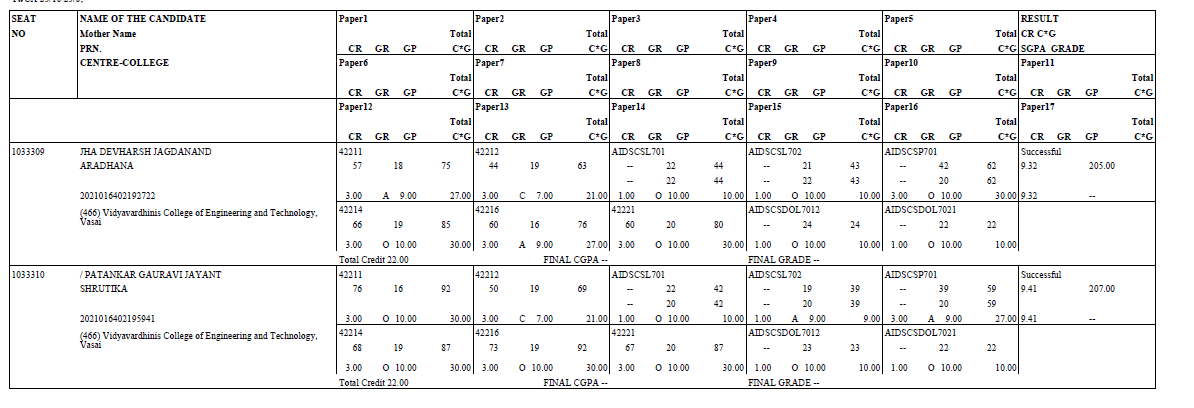 SEAT NAME OF THE CANDIDATE Paper1 Paper2 Paper3 Paper4 Paper5 RESULT
NO Mother Name Total Total Total Total Total CR C*G
PRN. CR GR GP C*G CR GR GP C*G CR GR GP C*G CR GR GP C*G CR GR GP C*G SGPA GRADE
CENTRE-COLLEGE Paper6 Paper7 Paper8 Paper9 Paper10 Paper11
Total Total Total Total Total Total
CR GR GP C*G CR GR GP C*G CR GR GP C*G CR GR GP C*G CR GR GP C*G CR GR GP C*G
Paper12 Paper13 Paper14 Paper15 Paper16 Paper17
Total Total Total Total Total Total
CR GR GP C*G CR GR GP C*G CR GR GP C*G CR GR GP C*G CR GR GP C*G CR GR GP C*G
1033309 JHA DEVHARSH JAGDANAND 42211 42212 AIDSCSL701 AIDSCSL702 AIDSCSP701 Successful
ARADHANA 57 18 75 44 19 63 -- 22 44 -- 21 43 -- 42 62 9.32 205.00
-- 22 44 -- 22 43 -- 20 62
2021016402192722 3.00 A 9.00 27.00 3.00 C 7.00 21.00 1.00 O 10.00 10.00 1.00 O 10.00 10.00 3.00 O 10.00 30.00 9.32 --
(466) Vidyavardhinis College of Engineering and Technology, 42214 42216 42221 AIDSCSDOL7012 AIDSCSDOL7021
Vasai 66 19 85 60 16 76 60 20 80 -- 24 24 -- 22 22
3.00 O 10.00 30.00 3.00 A 9.00 27.00 3.00 O 10.00 30.00 1.00 O 10.00 10.00 1.00 O 10.00 10.00
Total Credit 22.00 FINAL CGPA -- FINAL GRADE --
1033310 / PATANKAR GAURAVI JAYANT 42211 42212 AIDSCSL701 AIDSCSL702 AIDSCSP701 Successful
SHRUTIKA 76 16 92 50 19 69 -- 22 42 -- 19 39 -- 39 59 9.41 207.00
-- 20 42 -- 20 39 -- 20 59
2021016402195941 3.00 O 10.00 30.00 3.00 C 7.00 21.00 1.00 O 10.00 10.00 1.00 A 9.00 9.00 3.00 A 9.00 27.00 9.41 --
(466) Vidyavardhinis College of Engineering and Technology, 42214 42216 42221 AIDSCSDOL7012 AIDSCSDOL7021
Vasai 68 19 87 73 19 92 67 20 87 -- 23 23 -- 22 22
3.00 O 10.00 30.00 3.00 O 10.00 30.00 3.00 O 10.00 30.00 1.00 O 10.00 10.00 1.00 O 10.00 10.00
Total Credit 22.00 FINAL CGPA -- FINAL GRADE --